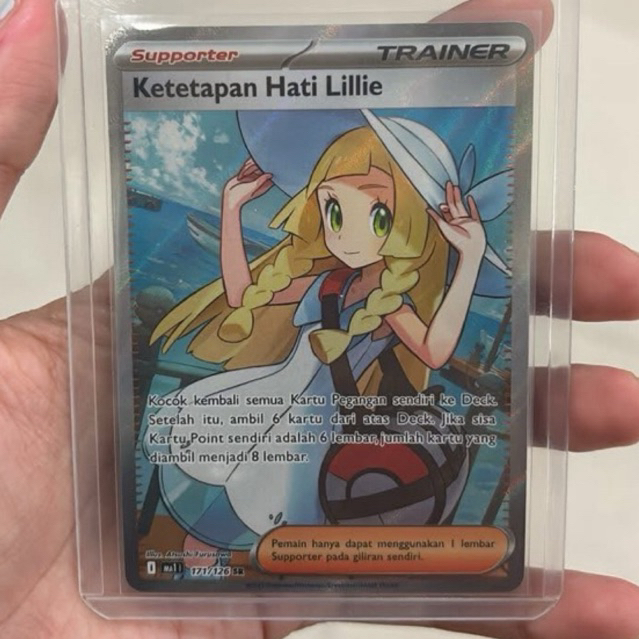 Supporter TRAINER
Ketetapan Hati Lillie
Kocok kembali semua Kartu Pegangan sendiri ke Deck.
Setelah itu, ambil 6 kartu dari atas Deck. Jika sisa
Kartu Point sendiri adalah 6 lembar, jumlah kartu yang
diambil menjadi 8 lembar.
Pemain hanya dapat menggunakan 1 lembar
Supporter pada giliran sendiri.
Illus.
171/126 SR